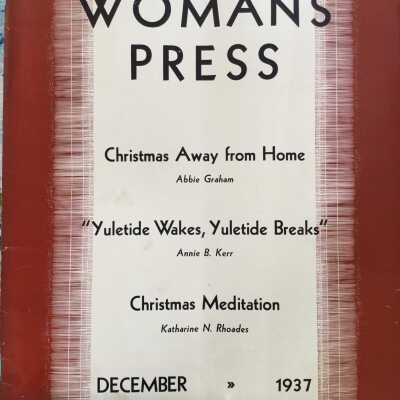 WOMANS
PRESS
Christmas Away from Home
Abbie Graham
"Yuletide Wakes, Yuletide Breaks"
Annie B. Kerr
Christmas Meditation
Katharine N. Rhoades
DECEMBER » 1937